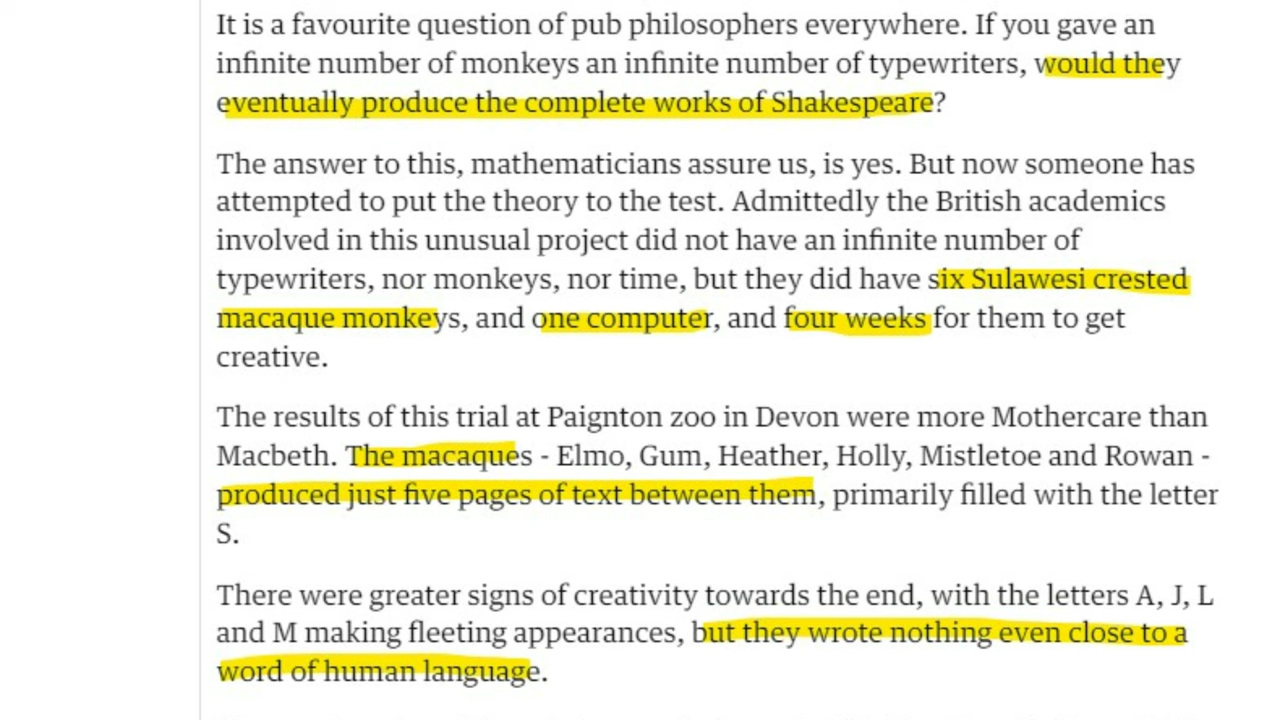 It is a favourite question of pub philosophers everywhere. If you gave an
infinite number of monkeys an infinite number of typewriters, would they
eventually produce the complete works of Shakespeare?
The answer to this, mathematicians assure us, is yes. But now someone has
attempted to put the theory to the test. Admittedly the British academics
involved in this unusual project did not have an infinite number of
typewriters, nor monkeys, nor time, but they did have six Sulawesi crested
macaque monkeys, and one computer, and four weeks for them to get
creative.
The results of this trial at Paignton zoo in Devon were more Mothercare than
Macbeth. The macaques - Elmo, Gum, Heather, Holly, Mistletoe and Rowan -
produced just five pages of text between them, primarily filled with the letter
S.
There were greater signs of creativity towards the end, with the letters A, J, L
and M making fleeting appearances, but they wrote nothing even close to a
word of human language.